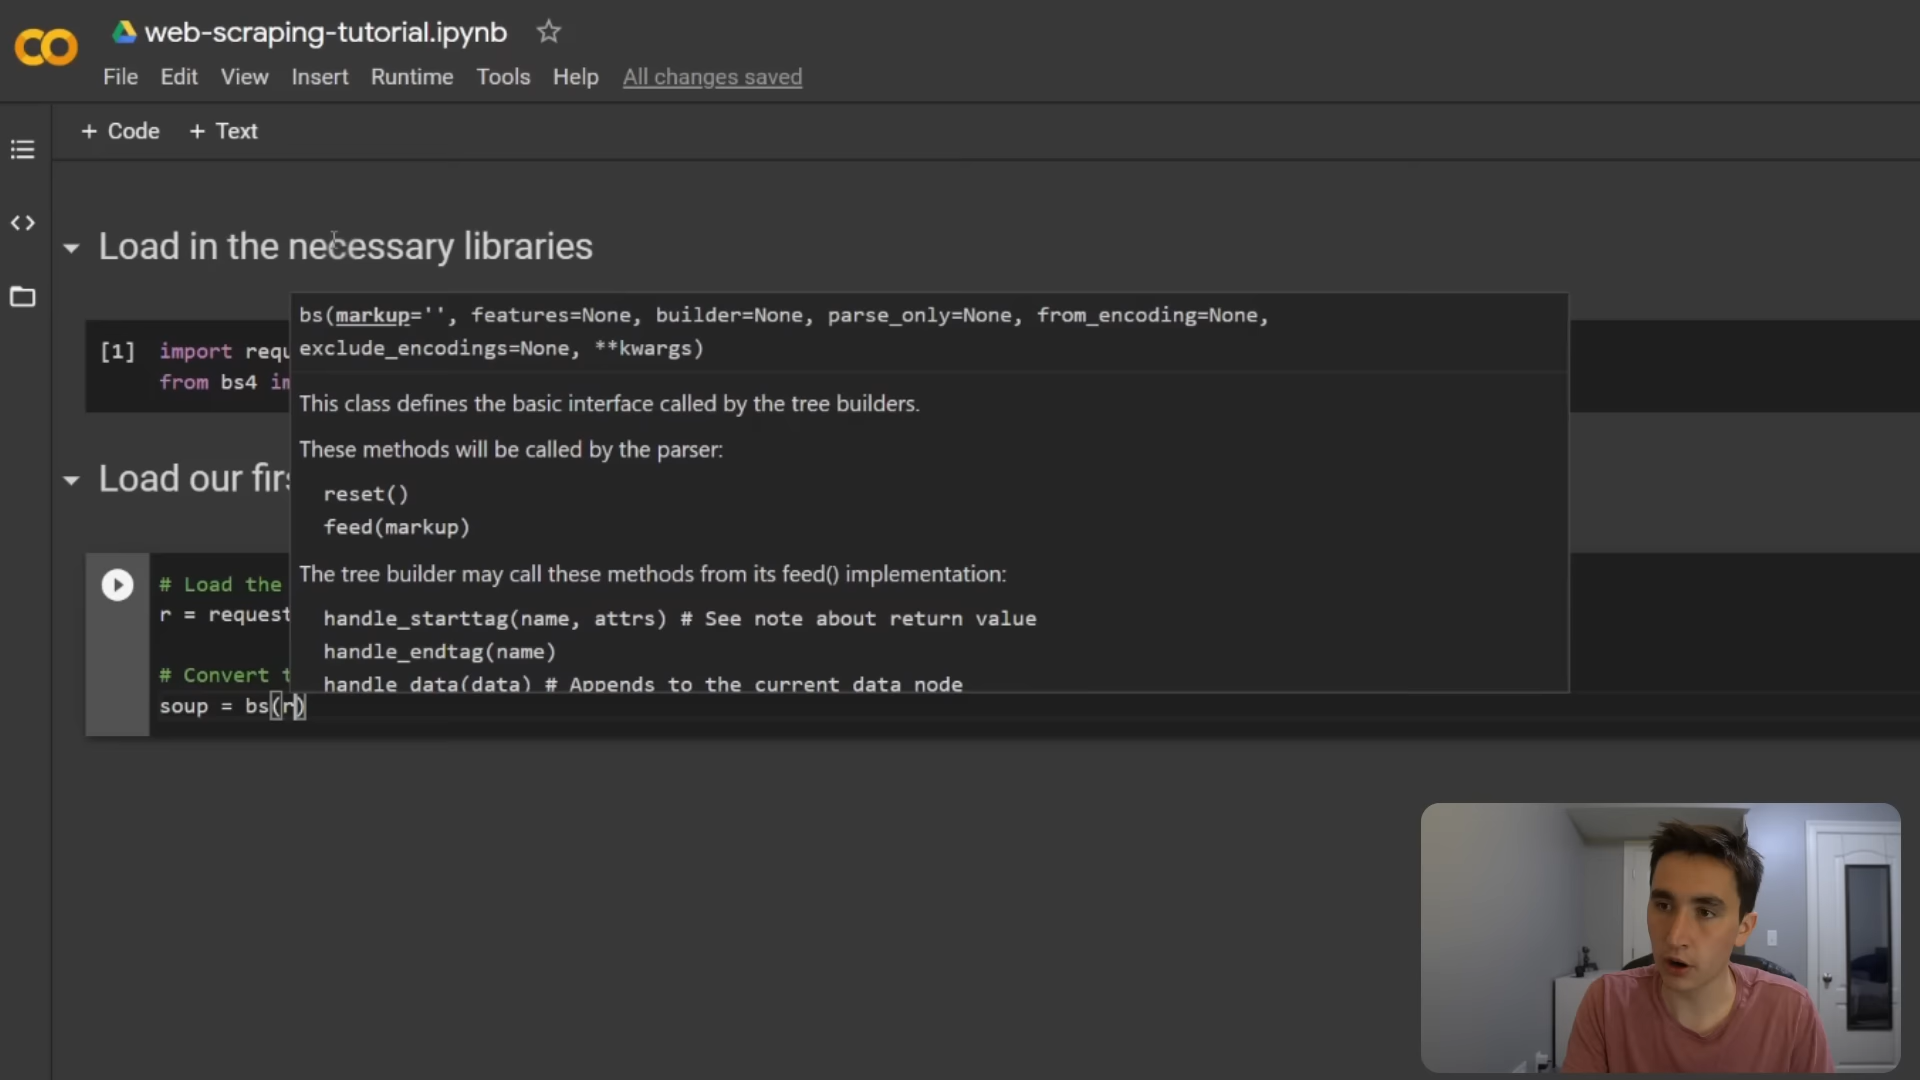 web-scraping-tutorial.ipynb
File Edit View Insert Runtime Tools Help All changes saved
+ Code + Text
Load in the necessary libraries
bs(markup='', features=None, builder=None, parse_only=None, from_encoding=None,
exclude_encodings=None, **kwargs)
[1] import requ
from bs4 im
This class defines the basic interface called by the tree builders.
These methods will be called by the parser:
Load our firs
reset()
feed(markup)
The tree builder may call these methods from its feed() implementation:
# Load the
r = request
handle_starttag(name, attrs) # See note about return value
handle_endtag(name)
# Convert t
handle_data(data) # Appends to the current data node
soup = bs(r)